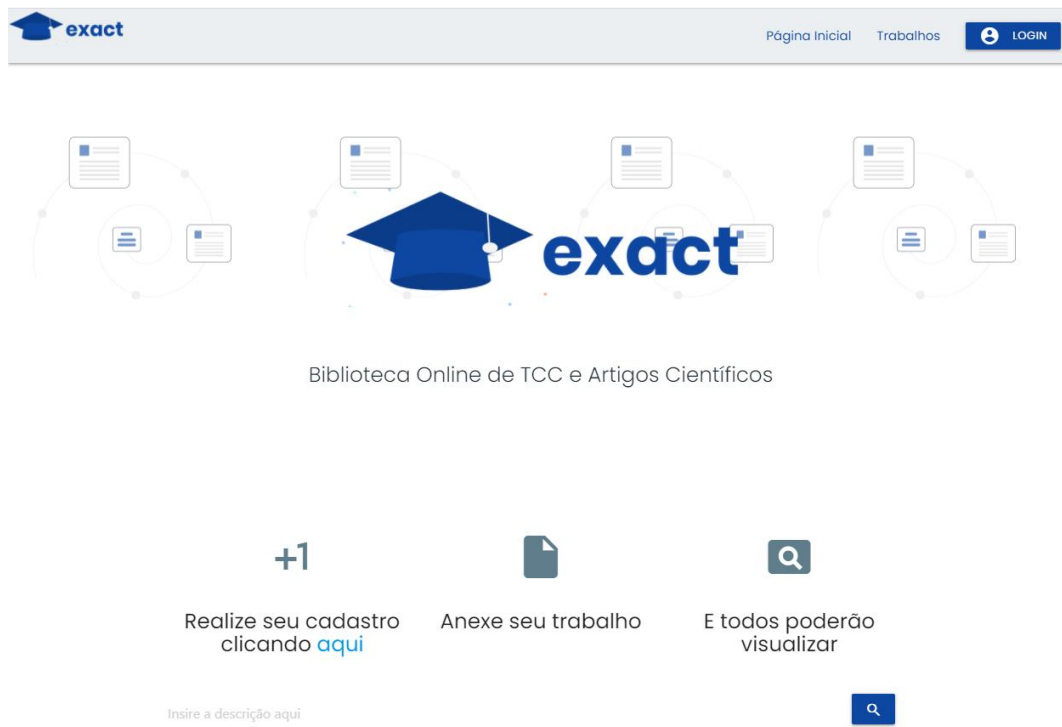 exact
Página Inicial Trabalhos LOGIN
exact
Biblioteca Online de TCC e Artigos Científicos
+1
Realize seu cadastro
clicando aqui
Anexe seu trabalho
E todos poderão
visualizar
Insire a descrição aqui